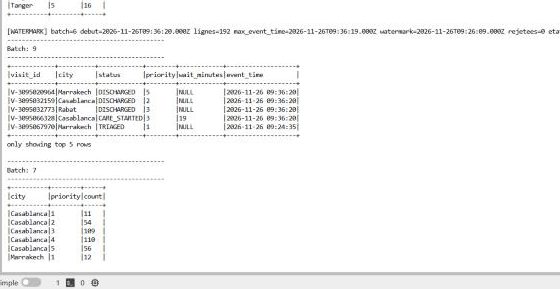 |Tanger |5 |16 |
+----------+--------+-----+
[WATERMARK] batch=6 debut=2026-11-26T09:36:20.000Z lignes=192 max_event_time=2026-11-26T09:36:19.000Z watermark=2026-11-26T09:26:09.000Z rejetees=0 eta
-------------------------------------------
Batch: 9
-------------------------------------------
+------------+----------+------------+--------+------------+-------------------+
|visit_id |city |status |priority|wait_minutes|event_time |
+------------+----------+------------+--------+------------+-------------------+
|V-3095020964|Marrakech |DISCHARGED |5 |NULL |2026-11-26 09:36:20|
|V-3095032159|Casablanca|DISCHARGED |2 |NULL |2026-11-26 09:36:20|
|V-3095032773|Rabat |DISCHARGED |3 |NULL |2026-11-26 09:36:20|
|V-3095066328|Casablanca|CARE_STARTED|3 |19 |2026-11-26 09:36:20|
|V-3095067970|Marrakech |TRIAGED |1 |NULL |2026-11-26 09:24:35|
+------------+----------+------------+--------+------------+-------------------+
only showing top 5 rows
-------------------------------------------
Batch: 7
-------------------------------------------
+----------+--------+-----+
|city |priority|count|
+----------+--------+-----+
|Casablanca|1 |11 |
|Casablanca|2 |54 |
|Casablanca|3 |109 |
|Casablanca|4 |110 |
|Casablanca|5 |56 |
|Marrakech |1 |12 |
imple 1 0